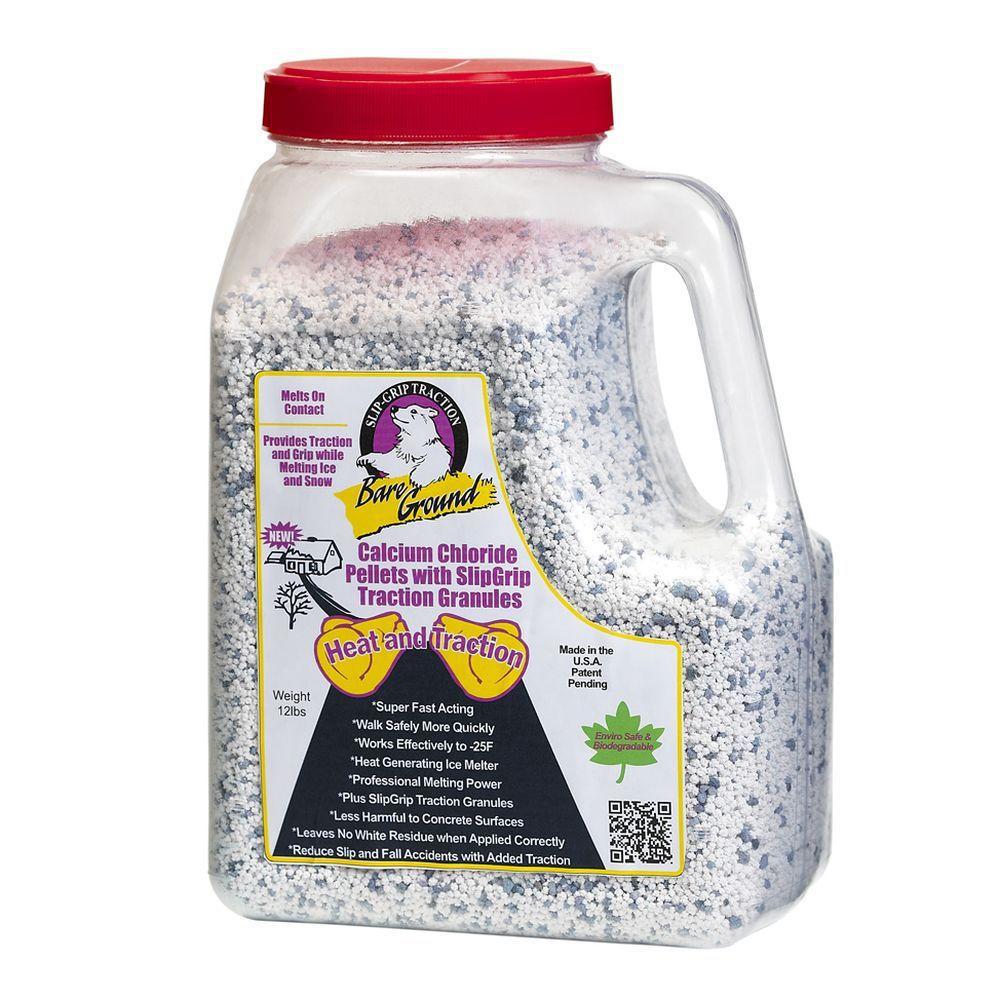 Melts On
Contact
Provides Traction
and Grip while
Melting Ice
and Snow
SLIP-GRIP TRACTION
Bare
Ground™
NEW!
Calcium Chloride
Pellets with SlipGrip
Traction Granules
Heat and Traction
Weight
12lbs
*Super Fast Acting
*Walk Safely More Quickly
*Works Effectively to -25F
*Heat Generating Ice Melter
*Professional Melting Power
*Plus SlipGrip Traction Granules
*Less Harmful to Concrete Surfaces
*Leaves No White Residue when Applied Correctly
*Reduce Slip and Fall Accidents with Added Traction
Made in the
U.S.A.
Patent
Pending
Enviro Safe &
Biodegradable